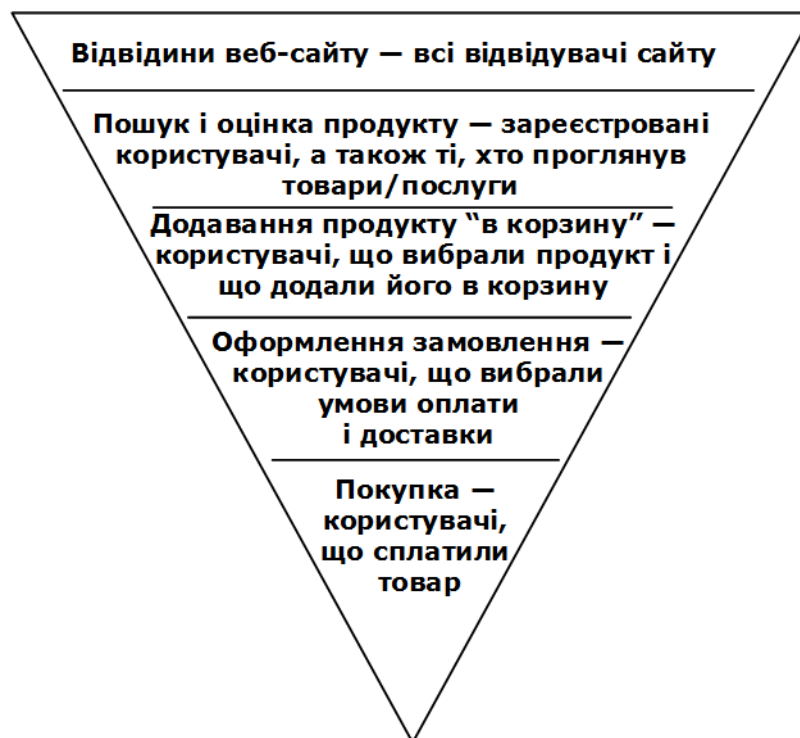 Відвідини веб-сайту — всі відвідувачі сайту
Пошук і оцінка продукту — зареєстровані
користувачі, а також ті, хто проглянув
товари/послуги
Додавання продукту “в корзину” —
користувачі, що вибрали продукт і
що додали його в корзину
Оформлення замовлення —
користувачі, що вибрали
умови оплати
і доставки
Покупка —
користувачі,
що сплатили
товар